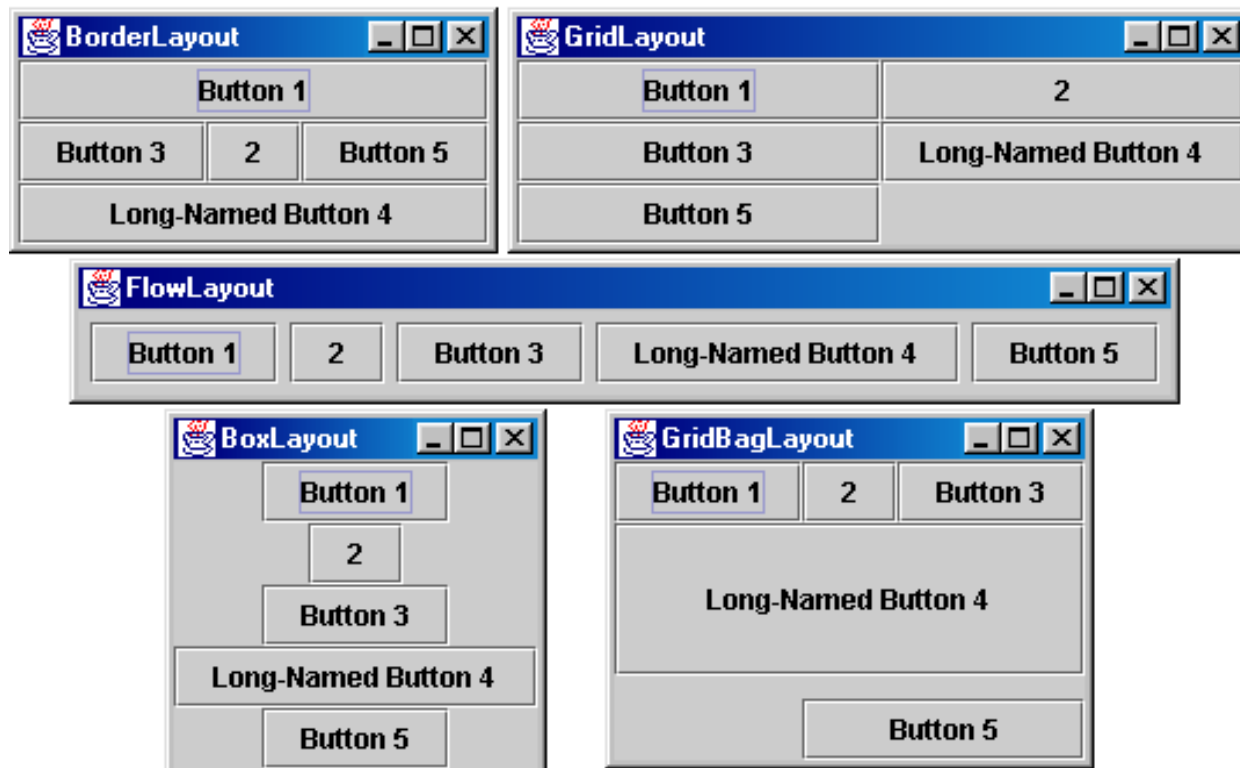 BorderLayout
Button 1
Button 3 2 Button 5
Long-Named Button 4
GridLayout
Button 1 2
Button 3 Long-Named Button 4
Button 5
FlowLayout
Button 1 2 Button 3 Long-Named Button 4 Button 5
BoxLayout
Button 1
2
Button 3
Long-Named Button 4
Button 5
GridBagLayout
Button 1 2 Button 3
Long-Named Button 4
Button 5